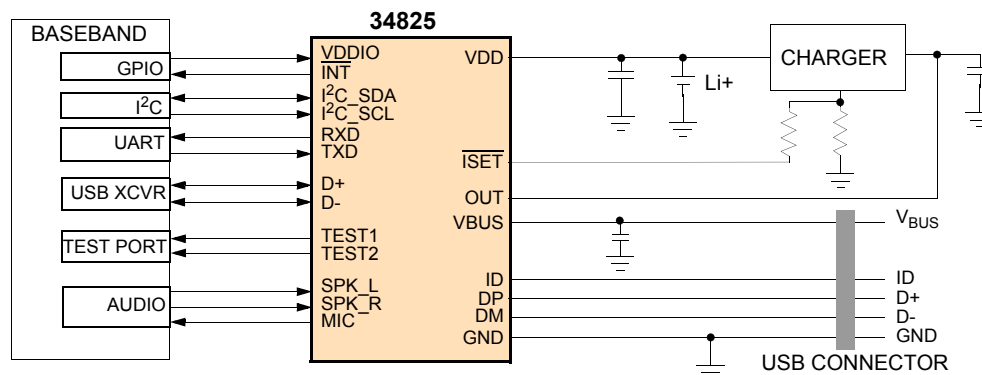 34825
BASEBAND
GPIO
I²C
UART
USB XCVR
TEST PORT
AUDIO
VDDIO
INT
I²C_SDA
I²C_SCL
RXD
TXD
D+
D-
TEST1
TEST2
SPK_L
SPK_R
MIC
VDD
ISET
OUT
VBUS
ID
DP
DM
GND
Li+
CHARGER
VBUS
ID
D+
D-
GND
USB CONNECTOR